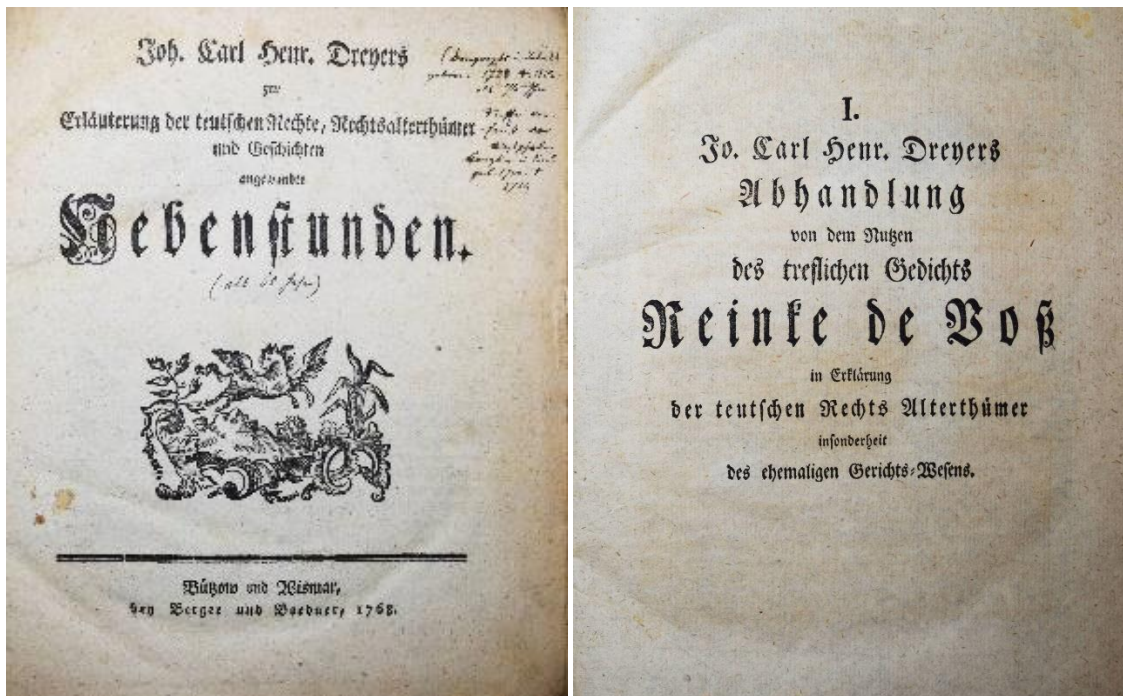 Joh. Carl Henr. Dreyers
zur
Erläuterung der teutschen Rechte, Rechtsalterthümer
und Geschichten
angewandte
Nebenstunden.
Bützow und Wismar,
bey Berger und Boedner, 1768.
I.
Jo. Carl Henr. Dreyers
Abhandlung
von dem Nutzen
des treflichen Gedichts
Reinke de Voß
in Erklärung
der teutschen Rechts Alterthümer
insonderheit
des ehemaligen Gerichts-Wesens.